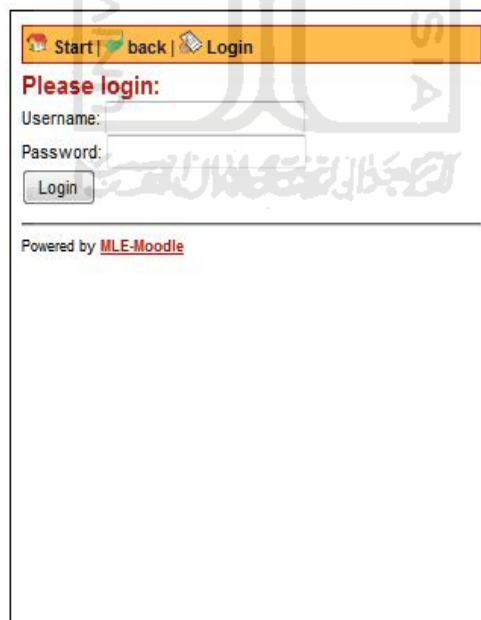 Start | back | Login
Please login:
Username:
Password:
Login
Powered by MLE-Moodle